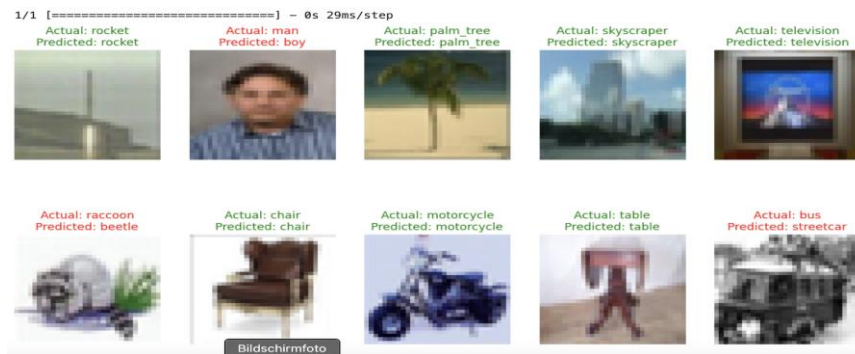 1/1 [==============================] - 0s 29ms/step
Actual: rocket
Predicted: rocket
Actual: man
Predicted: boy
Actual: palm_tree
Predicted: palm_tree
Actual: skyscraper
Predicted: skyscraper
Actual: television
Predicted: television
Actual: raccoon
Predicted: beetle
Actual: chair
Predicted: chair
Actual: motorcycle
Predicted: motorcycle
Actual: table
Predicted: table
Actual: bus
Predicted: streetcar
Bildschirmfoto